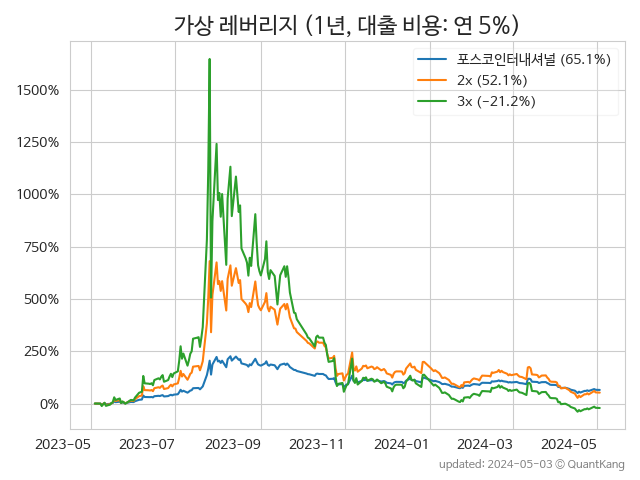 가상 레버리지 (1년, 대출 비용: 연 5%)
포스코인터내셔널 (65.1%)
2x (52.1%)
3x (−21.2%)
1500%
1250%
1000%
750%
500%
250%
0%
2023-05 2023-07 2023-09 2023-11 2024-01 2024-03 2024-05
updated: 2024-05-03 © QuantKang